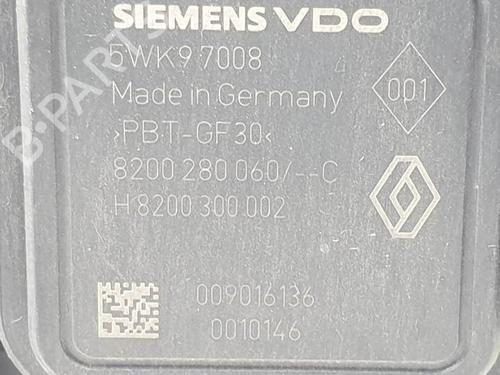 SIEMENS VDO
5WK9 7008
001
Made in Germany
>PBT-GF30<
8200 280 060/--C
H 8200 300 002
009016136
0010146
B-PARTS